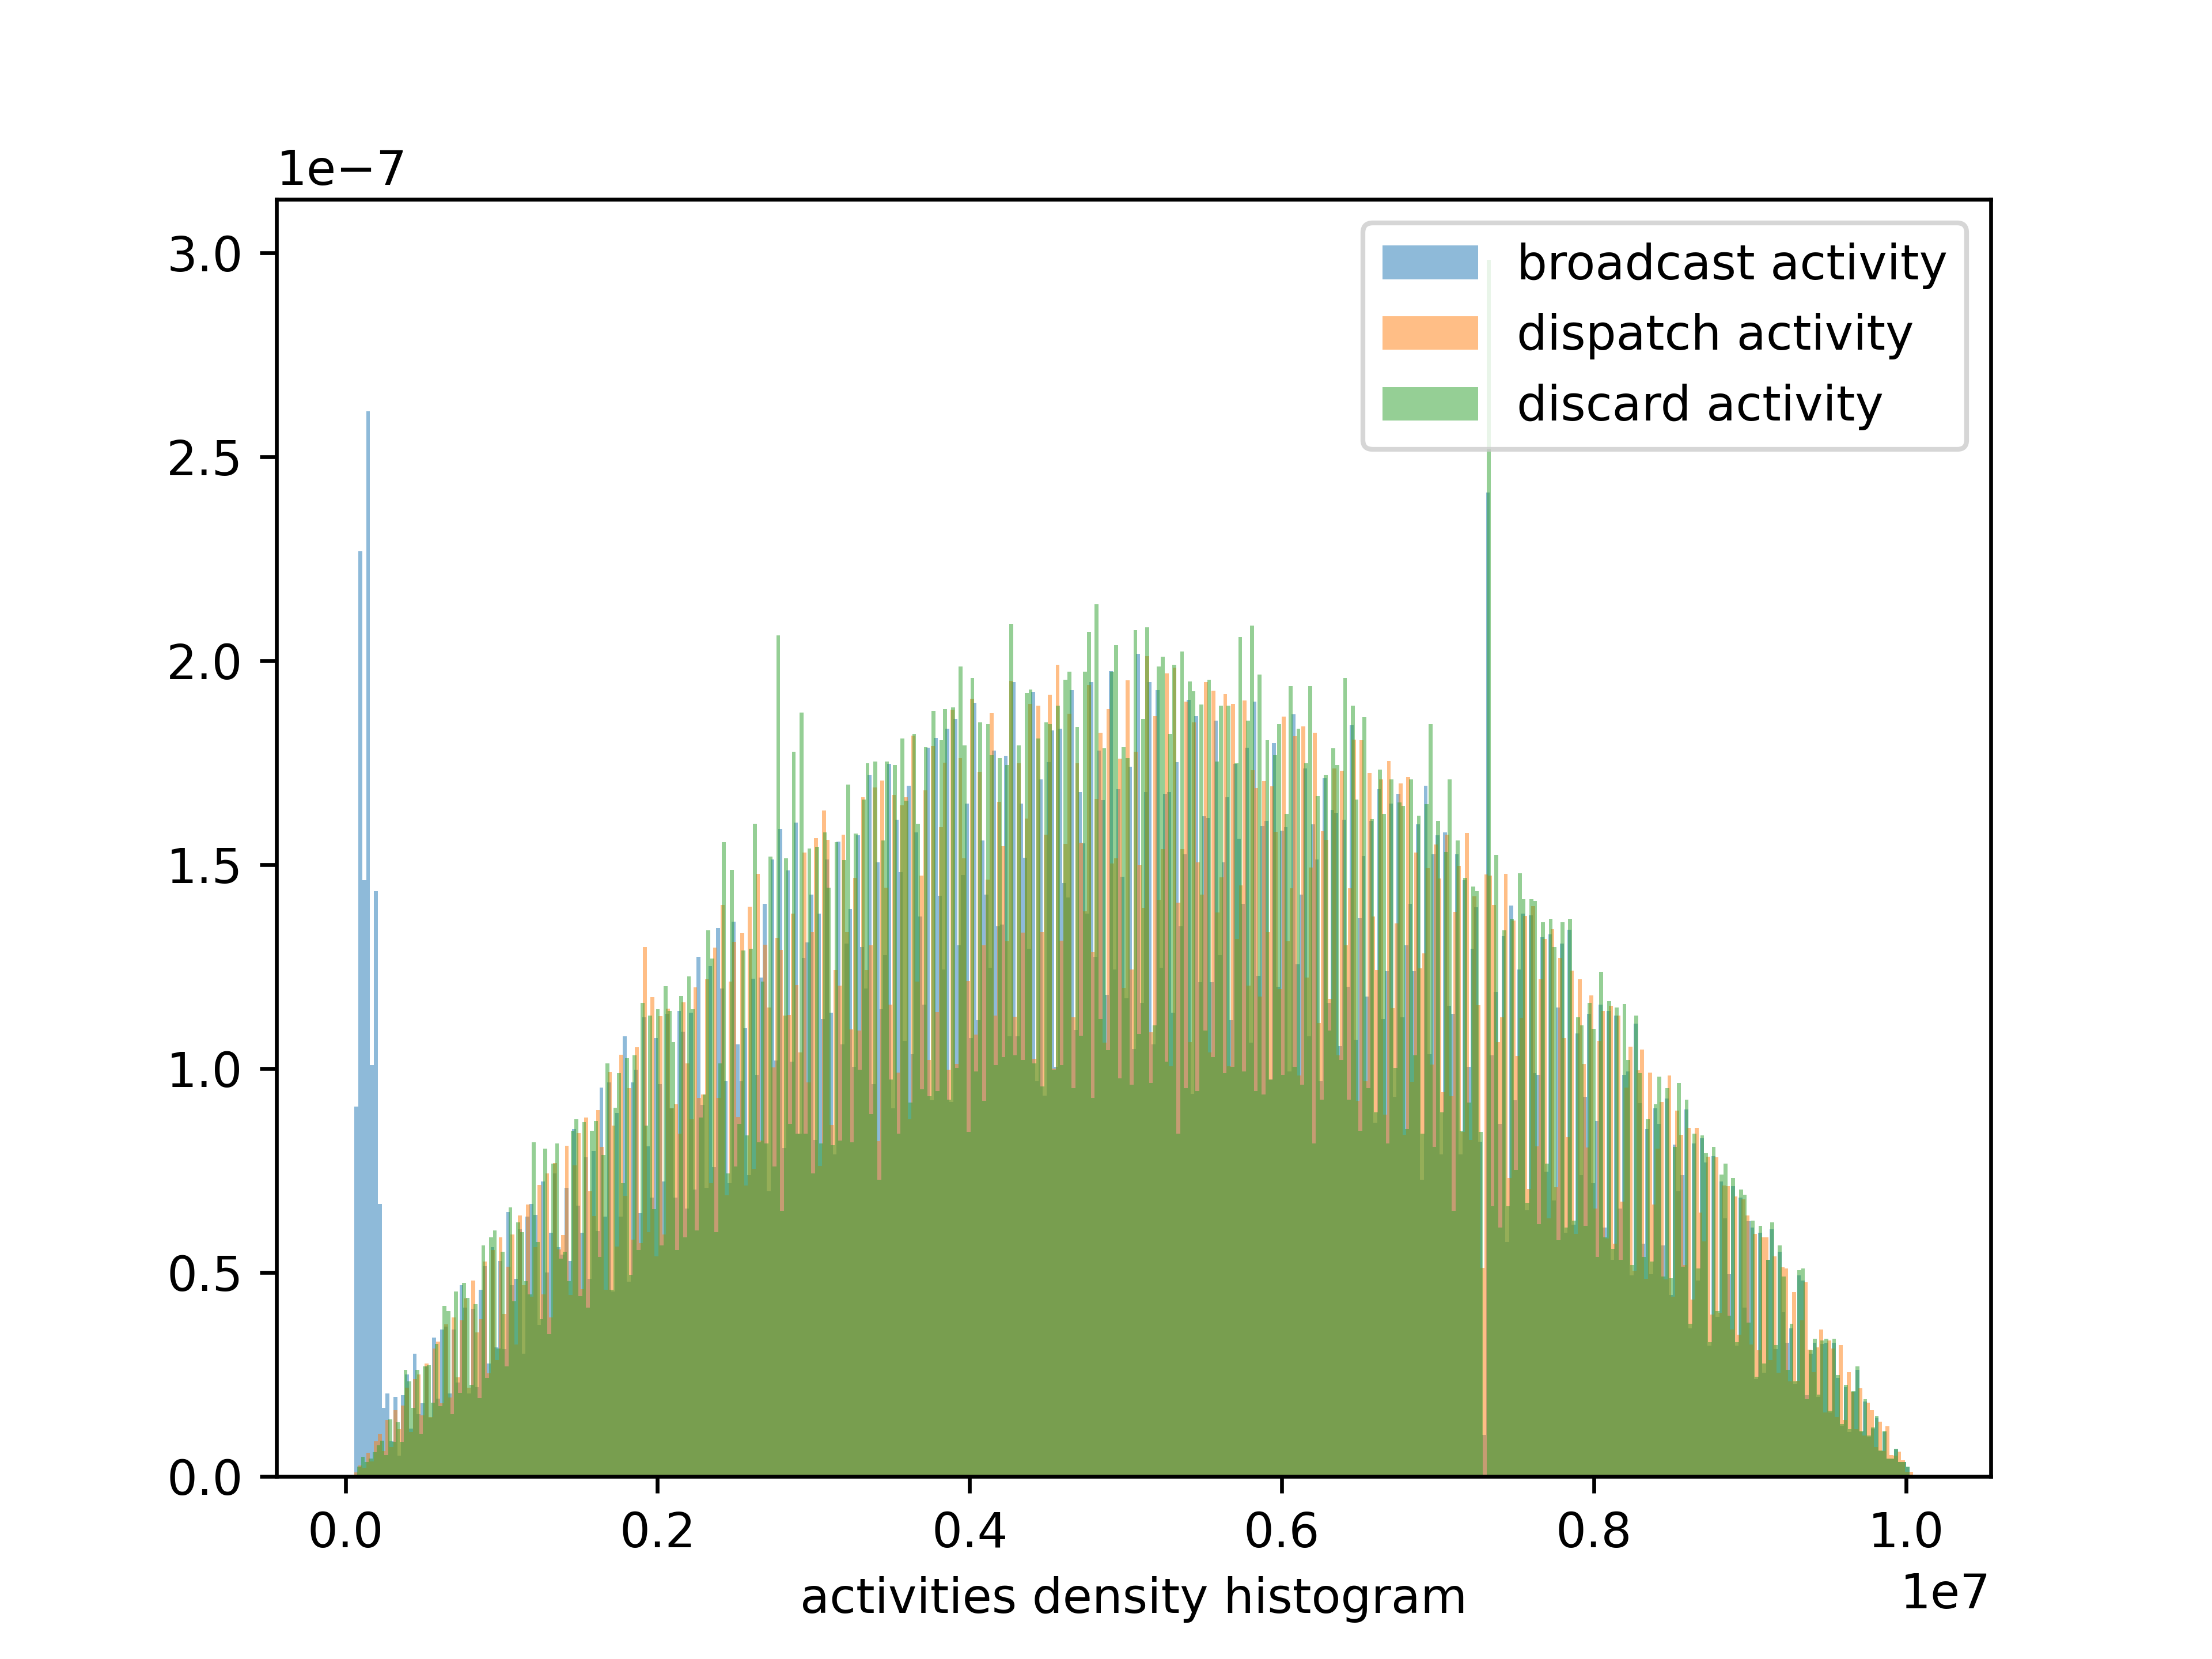 1e−7
3.0
2.5
2.0
1.5
1.0
0.5
0.0
broadcast activity
dispatch activity
discard activity
0.0 0.2 0.4 0.6 0.8 1.0
1e7
activities density histogram